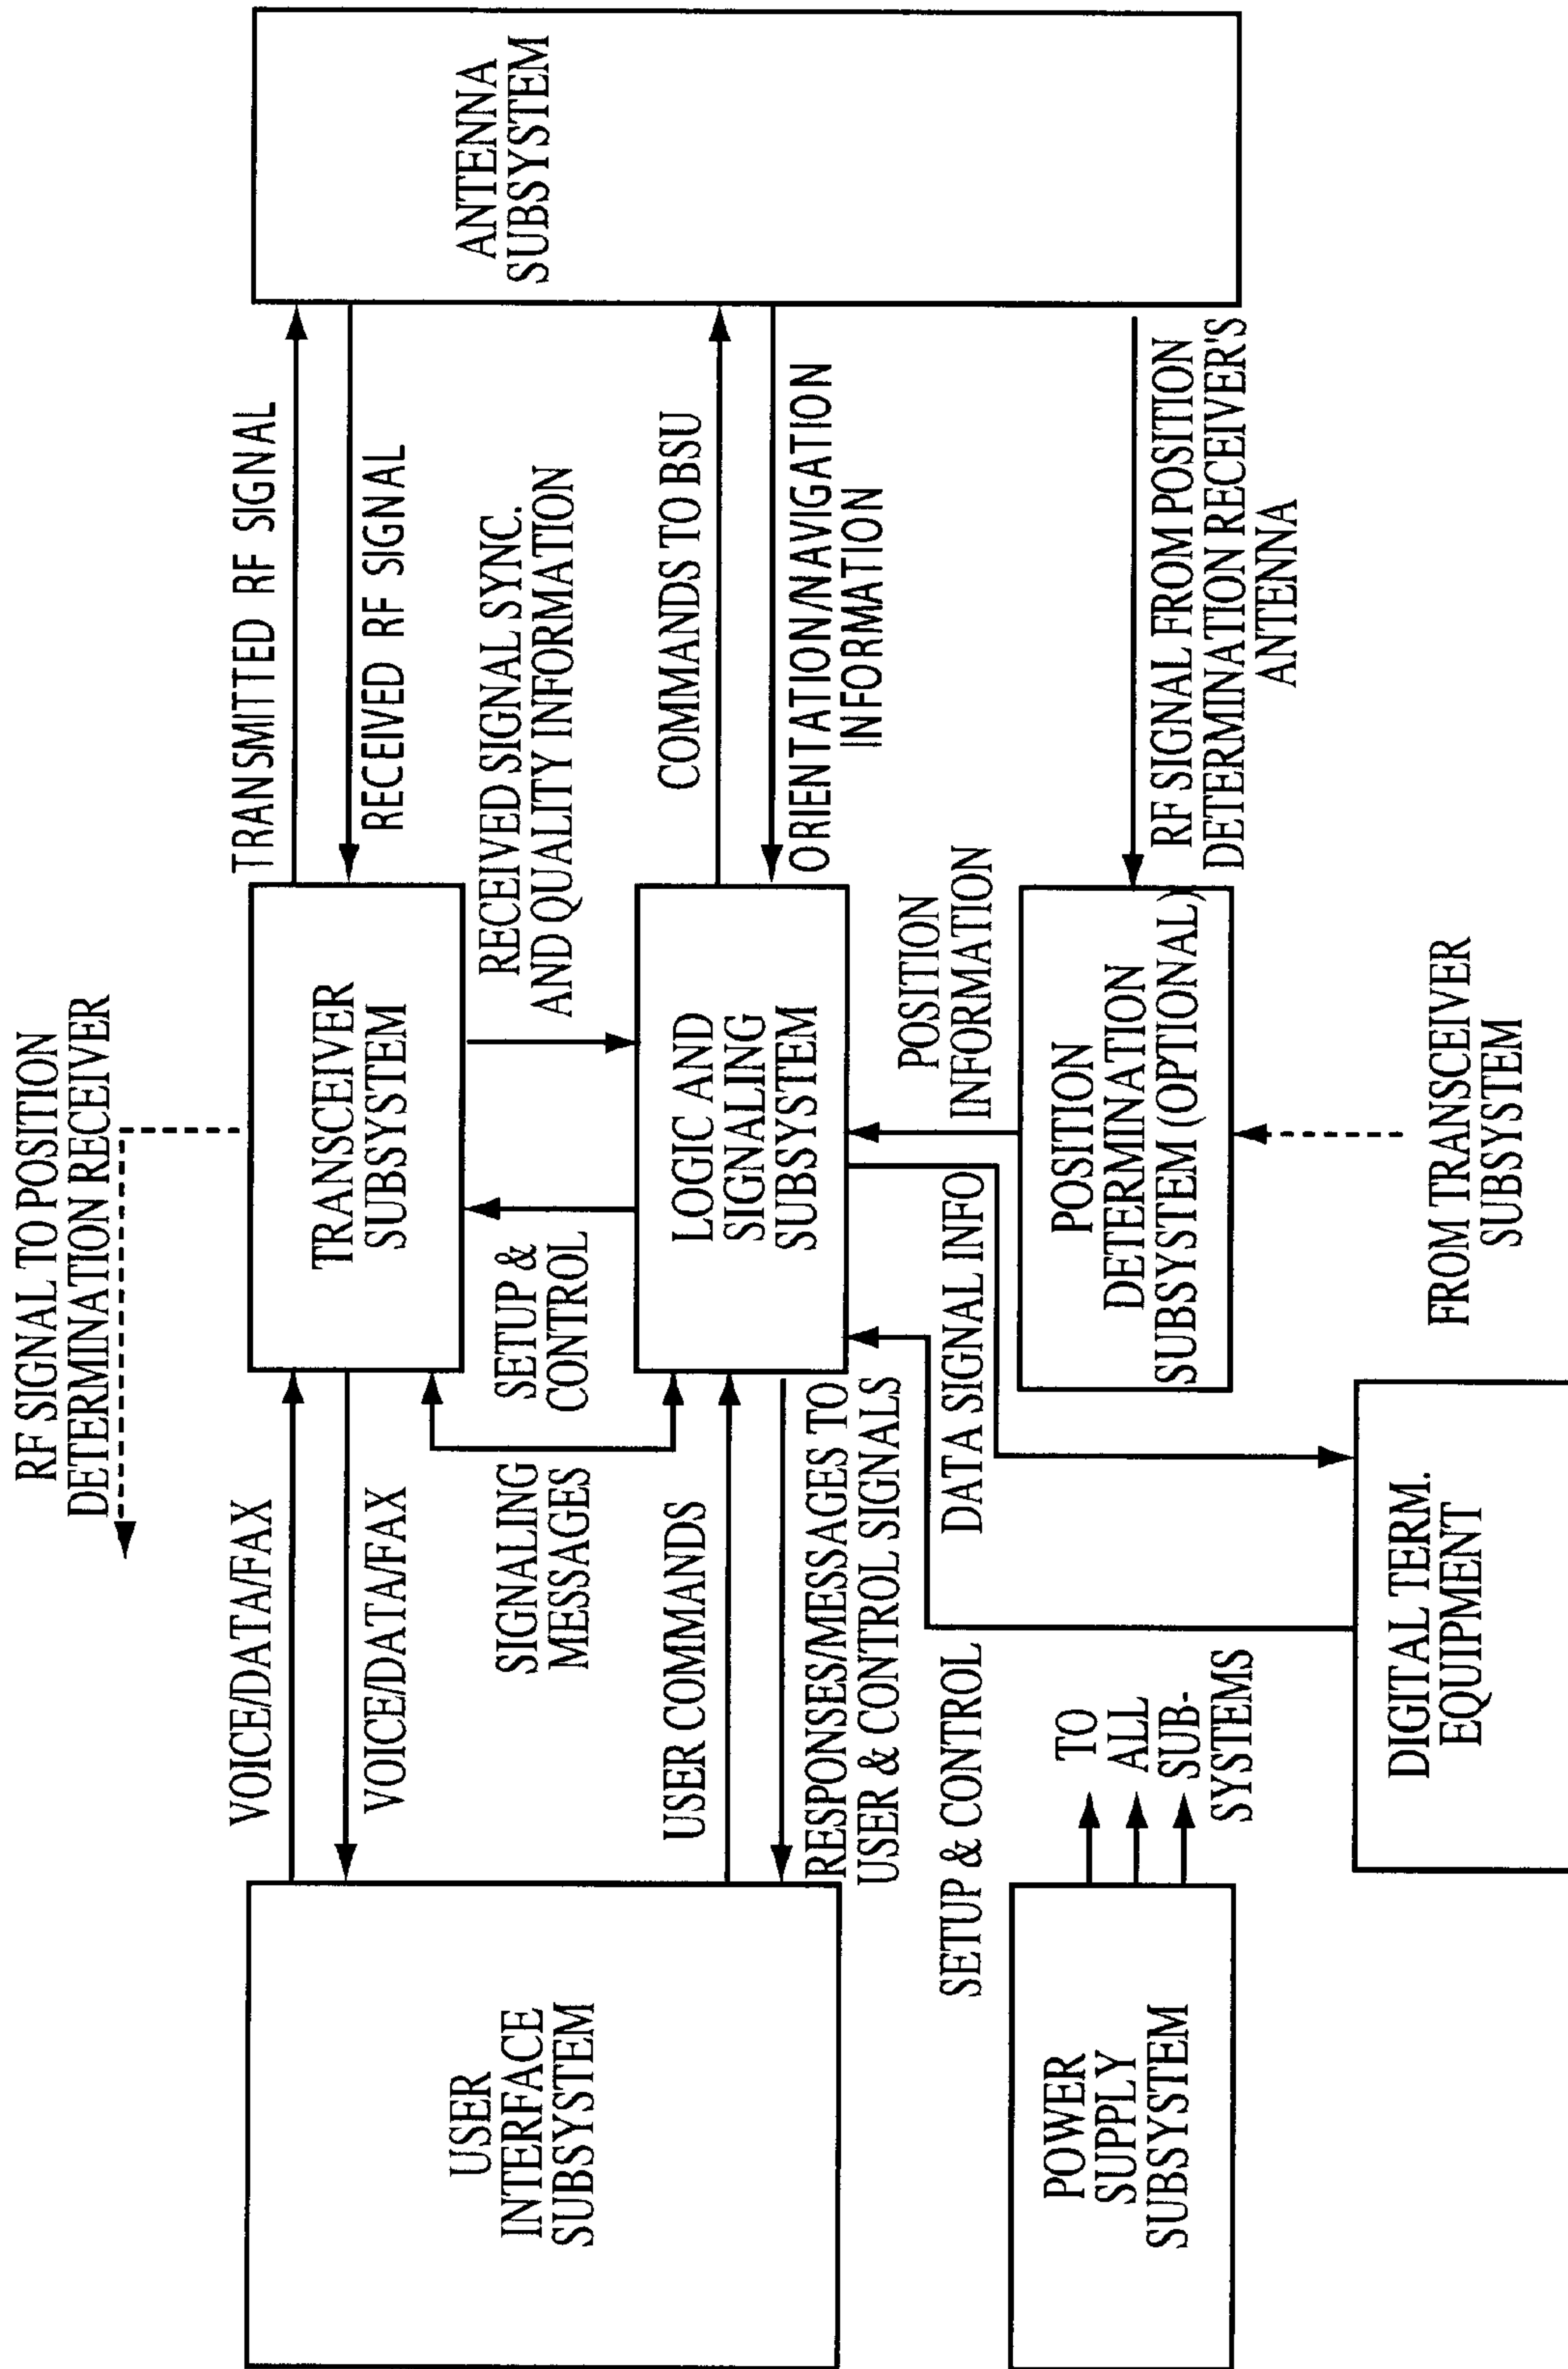 RF SIGNAL TO POSITION
DETERMINATION RECEIVER
VOICE/DATA/FAX
VOICE/DATA/FAX
TRANSCEIVER
SUBSYSTEM
TRANSMITTED RF SIGNAL
RECEIVED RF SIGNAL
ANTENNA
SUBSYSTEM
USER
INTERFACE
SUBSYSTEM
SIGNALING
MESSAGES
SETUP &
CONTROL
RECEIVED SIGNAL SYNC.
AND QUALITY INFORMATION
USER COMMANDS
RESPONSES/MESSAGES TO
USER & CONTROL SIGNALS
LOGIC AND
SIGNALING
SUBSYSTEM
COMMANDS TO BSU
ORIENTATION/NAVIGATION
INFORMATION
SETUP & CONTROL
DATA SIGNAL INFO
POSITION
INFORMATION
POWER
SUPPLY
SUBSYSTEM
TO
ALL
SUB-
SYSTEMS
POSITION
DETERMINATION
SUBSYSTEM (OPTIONAL)
RF SIGNAL FROM POSITION
DETERMINATION RECEIVER'S
ANTENNA
DIGITAL TERM.
EQUIPMENT
FROM TRANSCEIVER
SUBSYSTEM